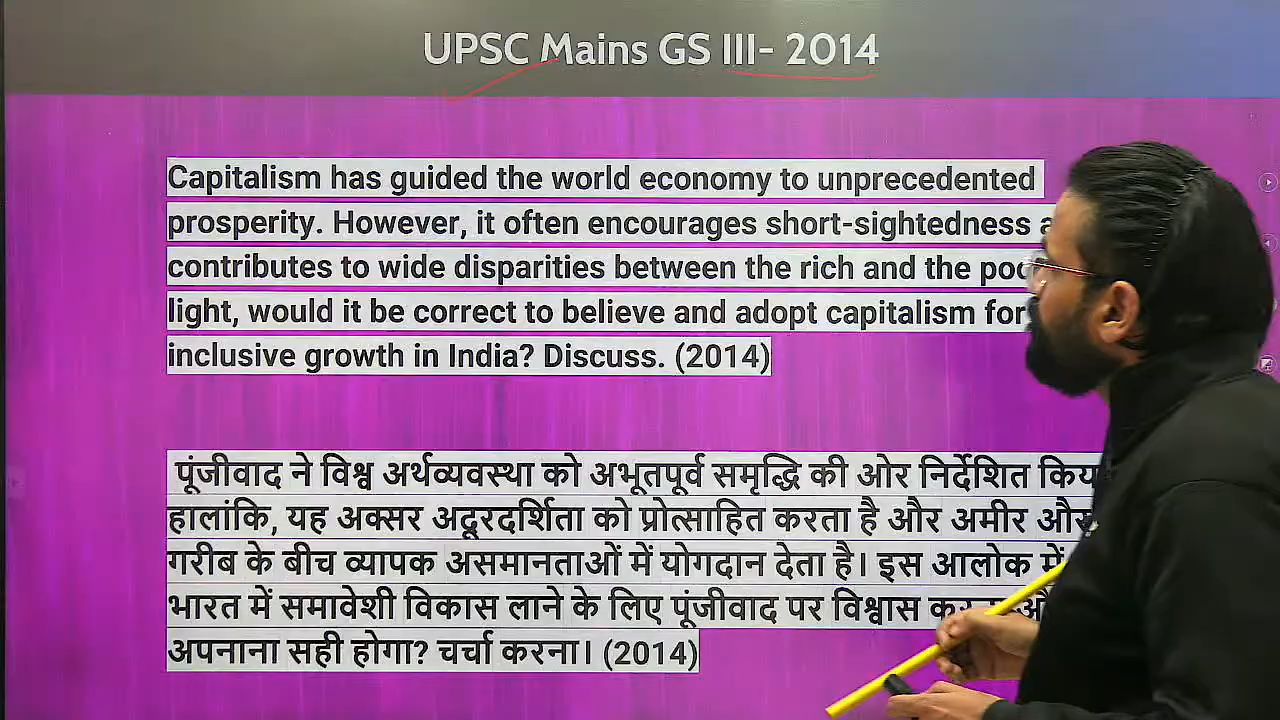 UPSC Mains GS III- 2014
Capitalism has guided the world economy to unprecedented
prosperity. However, it often encourages short-sightedness
contributes to wide disparities between the rich and the
light, would it be correct to believe and adopt capitalism for
inclusive growth in India? Discuss. (2014)
पूंजीवाद ने विश्व अर्थव्यवस्था को अभूतपूर्व समृद्धि की ओर निर्देशित
हालांकि, यह अक्सर अदूरदर्शिता को प्रोत्साहित करता है और अमीर और
गरीब के बीच व्यापक असमानताओं में योगदान देता है। इस आलोक में
भारत में समावेशी विकास लाने के लिए पूंजीवाद पर विश्वास
अपनाना सही होगा? चर्चा करना। (2014)